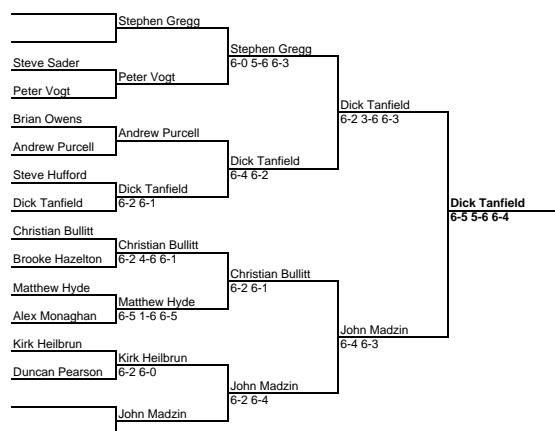 Stephen Gregg
Steve Sader
Peter Vogt
Peter Vogt
Stephen Gregg
6-0 5-6 6-3
Brian Owens
Andrew Purcell
Andrew Purcell
Steve Hufford
Dick Tanfield
Dick Tanfield
6-2 6-1
Dick Tanfield
6-4 6-2
Dick Tanfield
6-2 3-6 6-3
Christian Bullitt
Brooke Hazelton
Christian Bullitt
6-2 4-6 6-1
Matthew Hyde
Alex Monaghan
Matthew Hyde
6-5 1-6 6-5
Christian Bullitt
6-2 6-1
Kirk Heilbrun
Duncan Pearson
Kirk Heilbrun
6-2 6-0
John Madzin
John Madzin
6-2 6-4
John Madzin
6-4 6-3
Dick Tanfield
6-5 5-6 6-4